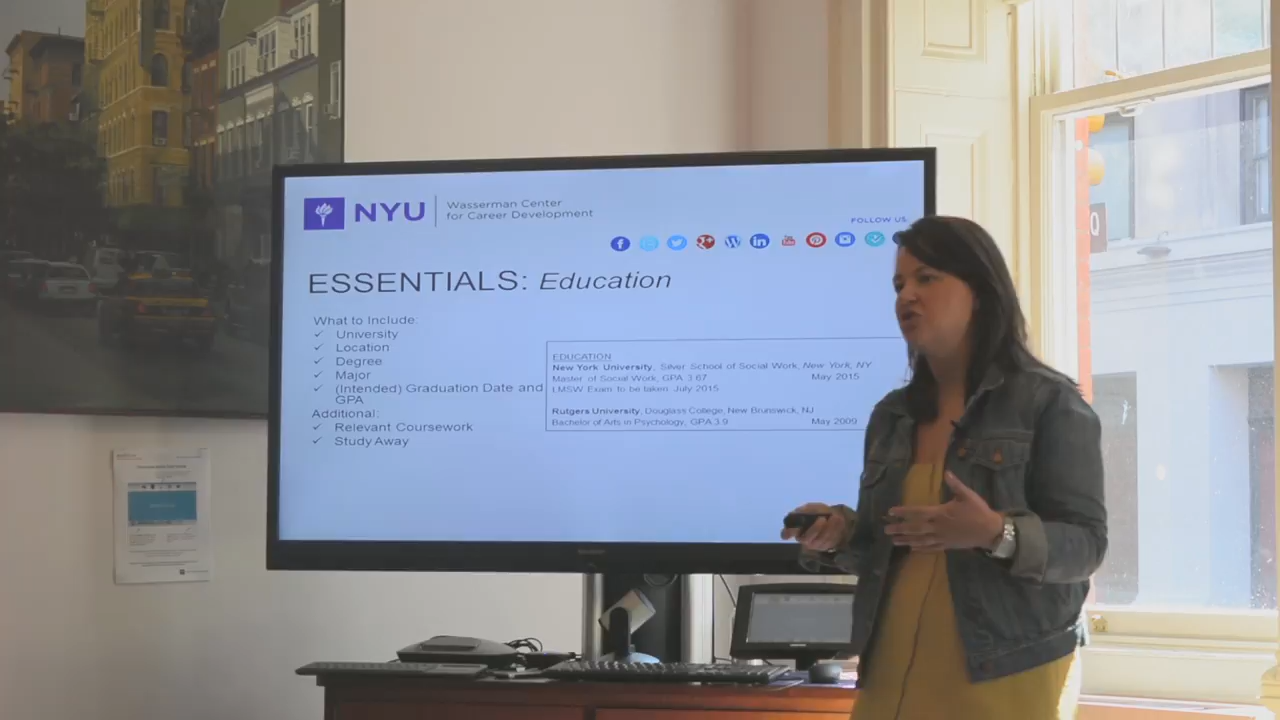 NYU
Wasserman Center
for Career Development
FOLLOW US
ESSENTIALS: Education
What to Include:
✓ University
✓ Location
✓ Degree
✓ Major
✓ (Intended) Graduation Date and
GPA
Additional:
✓ Relevant Coursework
✓ Study Away
EDUCATION
New York University, Silver School of Social Work, New York, NY
Master of Social Work, GPA 3.67 May 2015
LMSW Exam to be taken July 2015
Rutgers University, Douglass College, New Brunswick, NJ
Bachelor of Arts in Psychology, GPA 3.9 May 2009